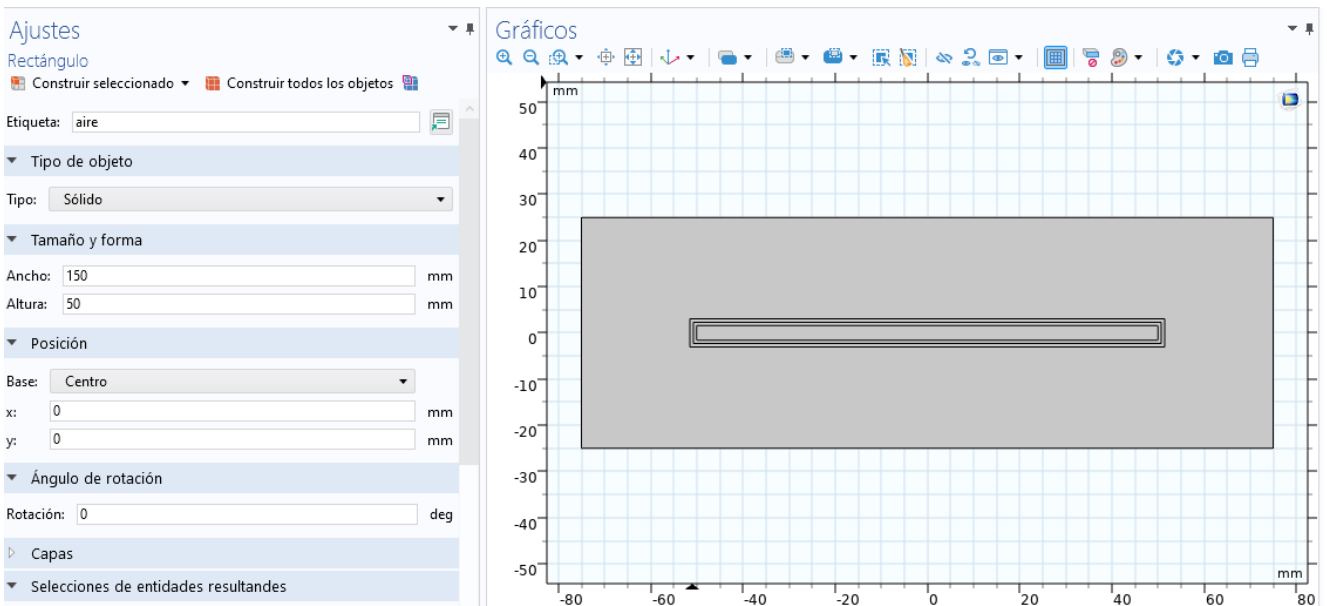 Ajustes
Rectángulo
Construir seleccionado
Construir todos los objetos
Etiqueta: aire
Tipo de objeto
Tipo: Sólido
Tamaño y forma
Ancho: 150 mm
Altura: 50 mm
Posición
Base: Centro
x: 0 mm
y: 0 mm
Ángulo de rotación
Rotación: 0 deg
Capas
Selecciones de entidades resultandes
Gráficos
mm
50
40
30
20
10
0
-10
-20
-30
-40
-50
mm
-80 -60 -40 -20 0 20 40 60 80